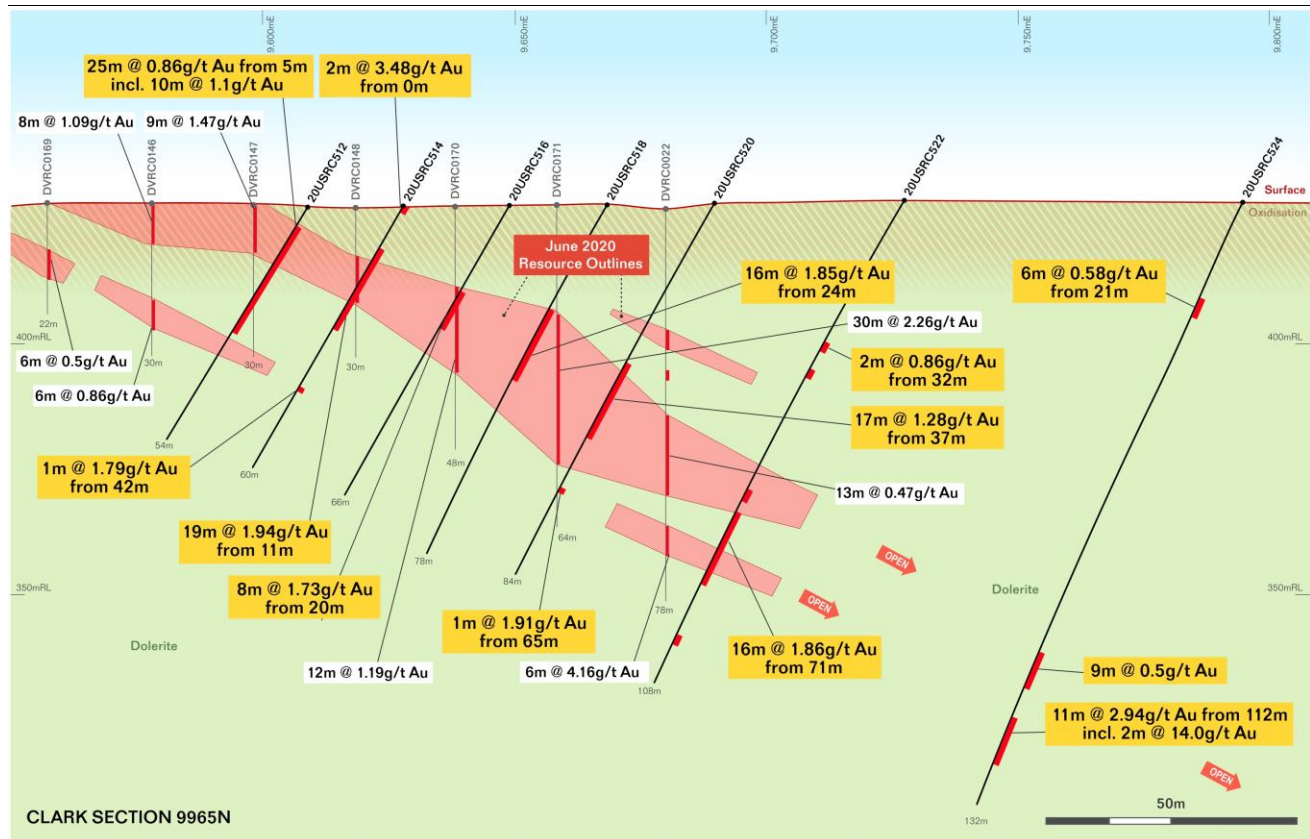 9.600mE
9.650mE
9.700mE
9.750mE
9.800mE
25m @ 0.86g/t Au from 5m
incl. 10m @ 1.1g/t Au
2m @ 3.48g/t Au
from 0m
8m @ 1.09g/t Au
9m @ 1.47g/t Au
DVRC0169
DVRC0146
DVRC0147
20USRC512
DVRC0148
20USRC514
DVRC0170
20USRC516
DVRC0171
20USRC518
DVRC0022
20USRC520
20USRC522
20USRC524
Surface
Oxidisation
June 2020
Resource Outlines
16m @ 1.85g/t Au
from 24m
6m @ 0.58g/t Au
from 21m
22m
30m @ 2.26g/t Au
400mRL
400mRL
6m @ 0.5g/t Au
30m
30m
30m
2m @ 0.86g/t Au
from 32m
6m @ 0.86g/t Au
17m @ 1.28g/t Au
from 37m
54m
60m
48m
1m @ 1.79g/t Au
from 42m
13m @ 0.47g/t Au
66m
19m @ 1.94g/t Au
from 11m
64m
78m
84m
OPEN
8m @ 1.73g/t Au
from 20m
350mRL
350mRL
Dolerite
OPEN
78m
1m @ 1.91g/t Au
from 65m
Dolerite
16m @ 1.86g/t Au
from 71m
12m @ 1.19g/t Au
6m @ 4.16g/t Au
108m
9m @ 0.5g/t Au
11m @ 2.94g/t Au from 112m
incl. 2m @ 14.0g/t Au
OPEN
50m
CLARK SECTION 9965N
132m